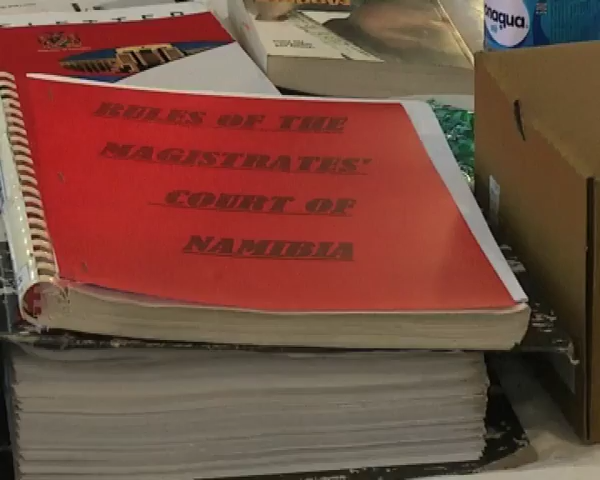 RULES OF THE
MAGISTRATES'
COURT OF
NAMIBIA